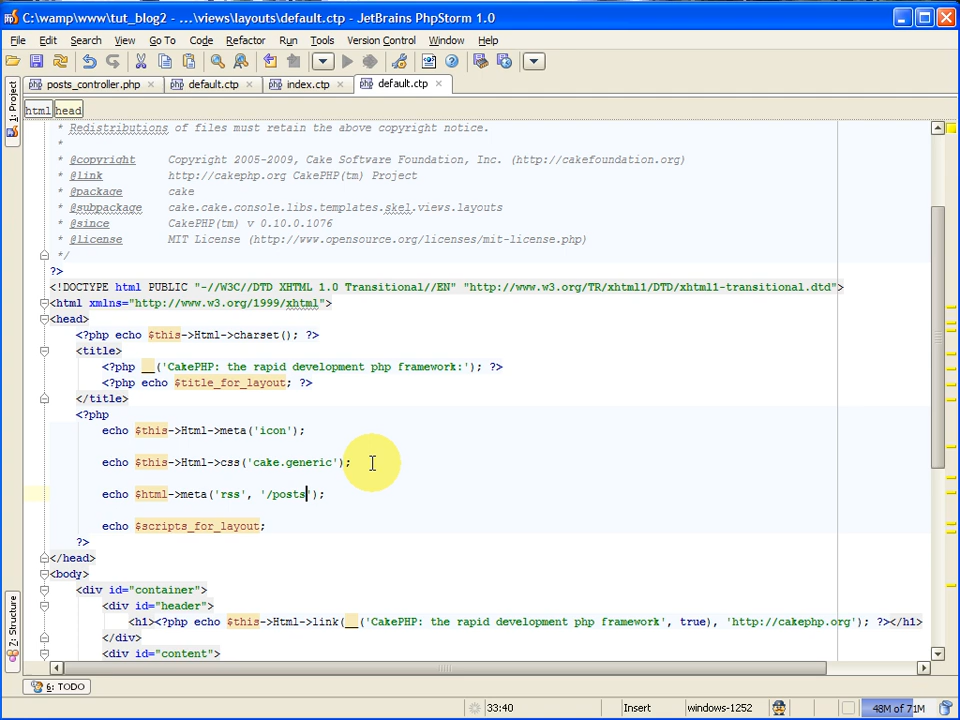 C:\wamp\www\tut_blog2 - ...\views\layouts\default.ctp - JetBrains PhpStorm 1.0
File Edit Search View Go To Code Refactor Run Tools Version Control Window Help
posts_controller.php default.ctp index.ctp default.ctp
html head
1: Project
* Redistributions of files must retain the above copyright notice.
*
* @copyright Copyright 2005-2009, Cake Software Foundation, Inc. (http://cakefoundation.org)
* @link http://cakephp.org CakePHP(tm) Project
* @package cake
* @subpackage cake.cake.console.libs.templates.skel.views.layouts
* @since CakePHP(tm) v 0.10.0.1076
* @license MIT License (http://www.opensource.org/licenses/mit-license.php)
*/
?>
<!DOCTYPE html PUBLIC "-//W3C//DTD XHTML 1.0 Transitional//EN" "http://www.w3.org/TR/xhtml1/DTD/xhtml1-transitional.dtd">
<html xmlns="http://www.w3.org/1999/xhtml">
<head>
<?php echo $this->Html->charset(); ?>
<title>
<?php __('CakePHP: the rapid development php framework:'); ?>
<?php echo $title_for_layout; ?>
</title>
<?php
echo $this->Html->meta('icon');
echo $this->Html->css('cake.generic');
echo $html->meta('rss', '/posts');
echo $scripts_for_layout;
?>
</head>
<body>
<div id="container">
<div id="header">
<h1><?php echo $this->Html->link(__('CakePHP: the rapid development php framework', true), 'http://cakephp.org'); ?></h1>
</div>
<div id="content">
7: Structure
6: TODO
33:40 Insert windows-1252 48M of 71M